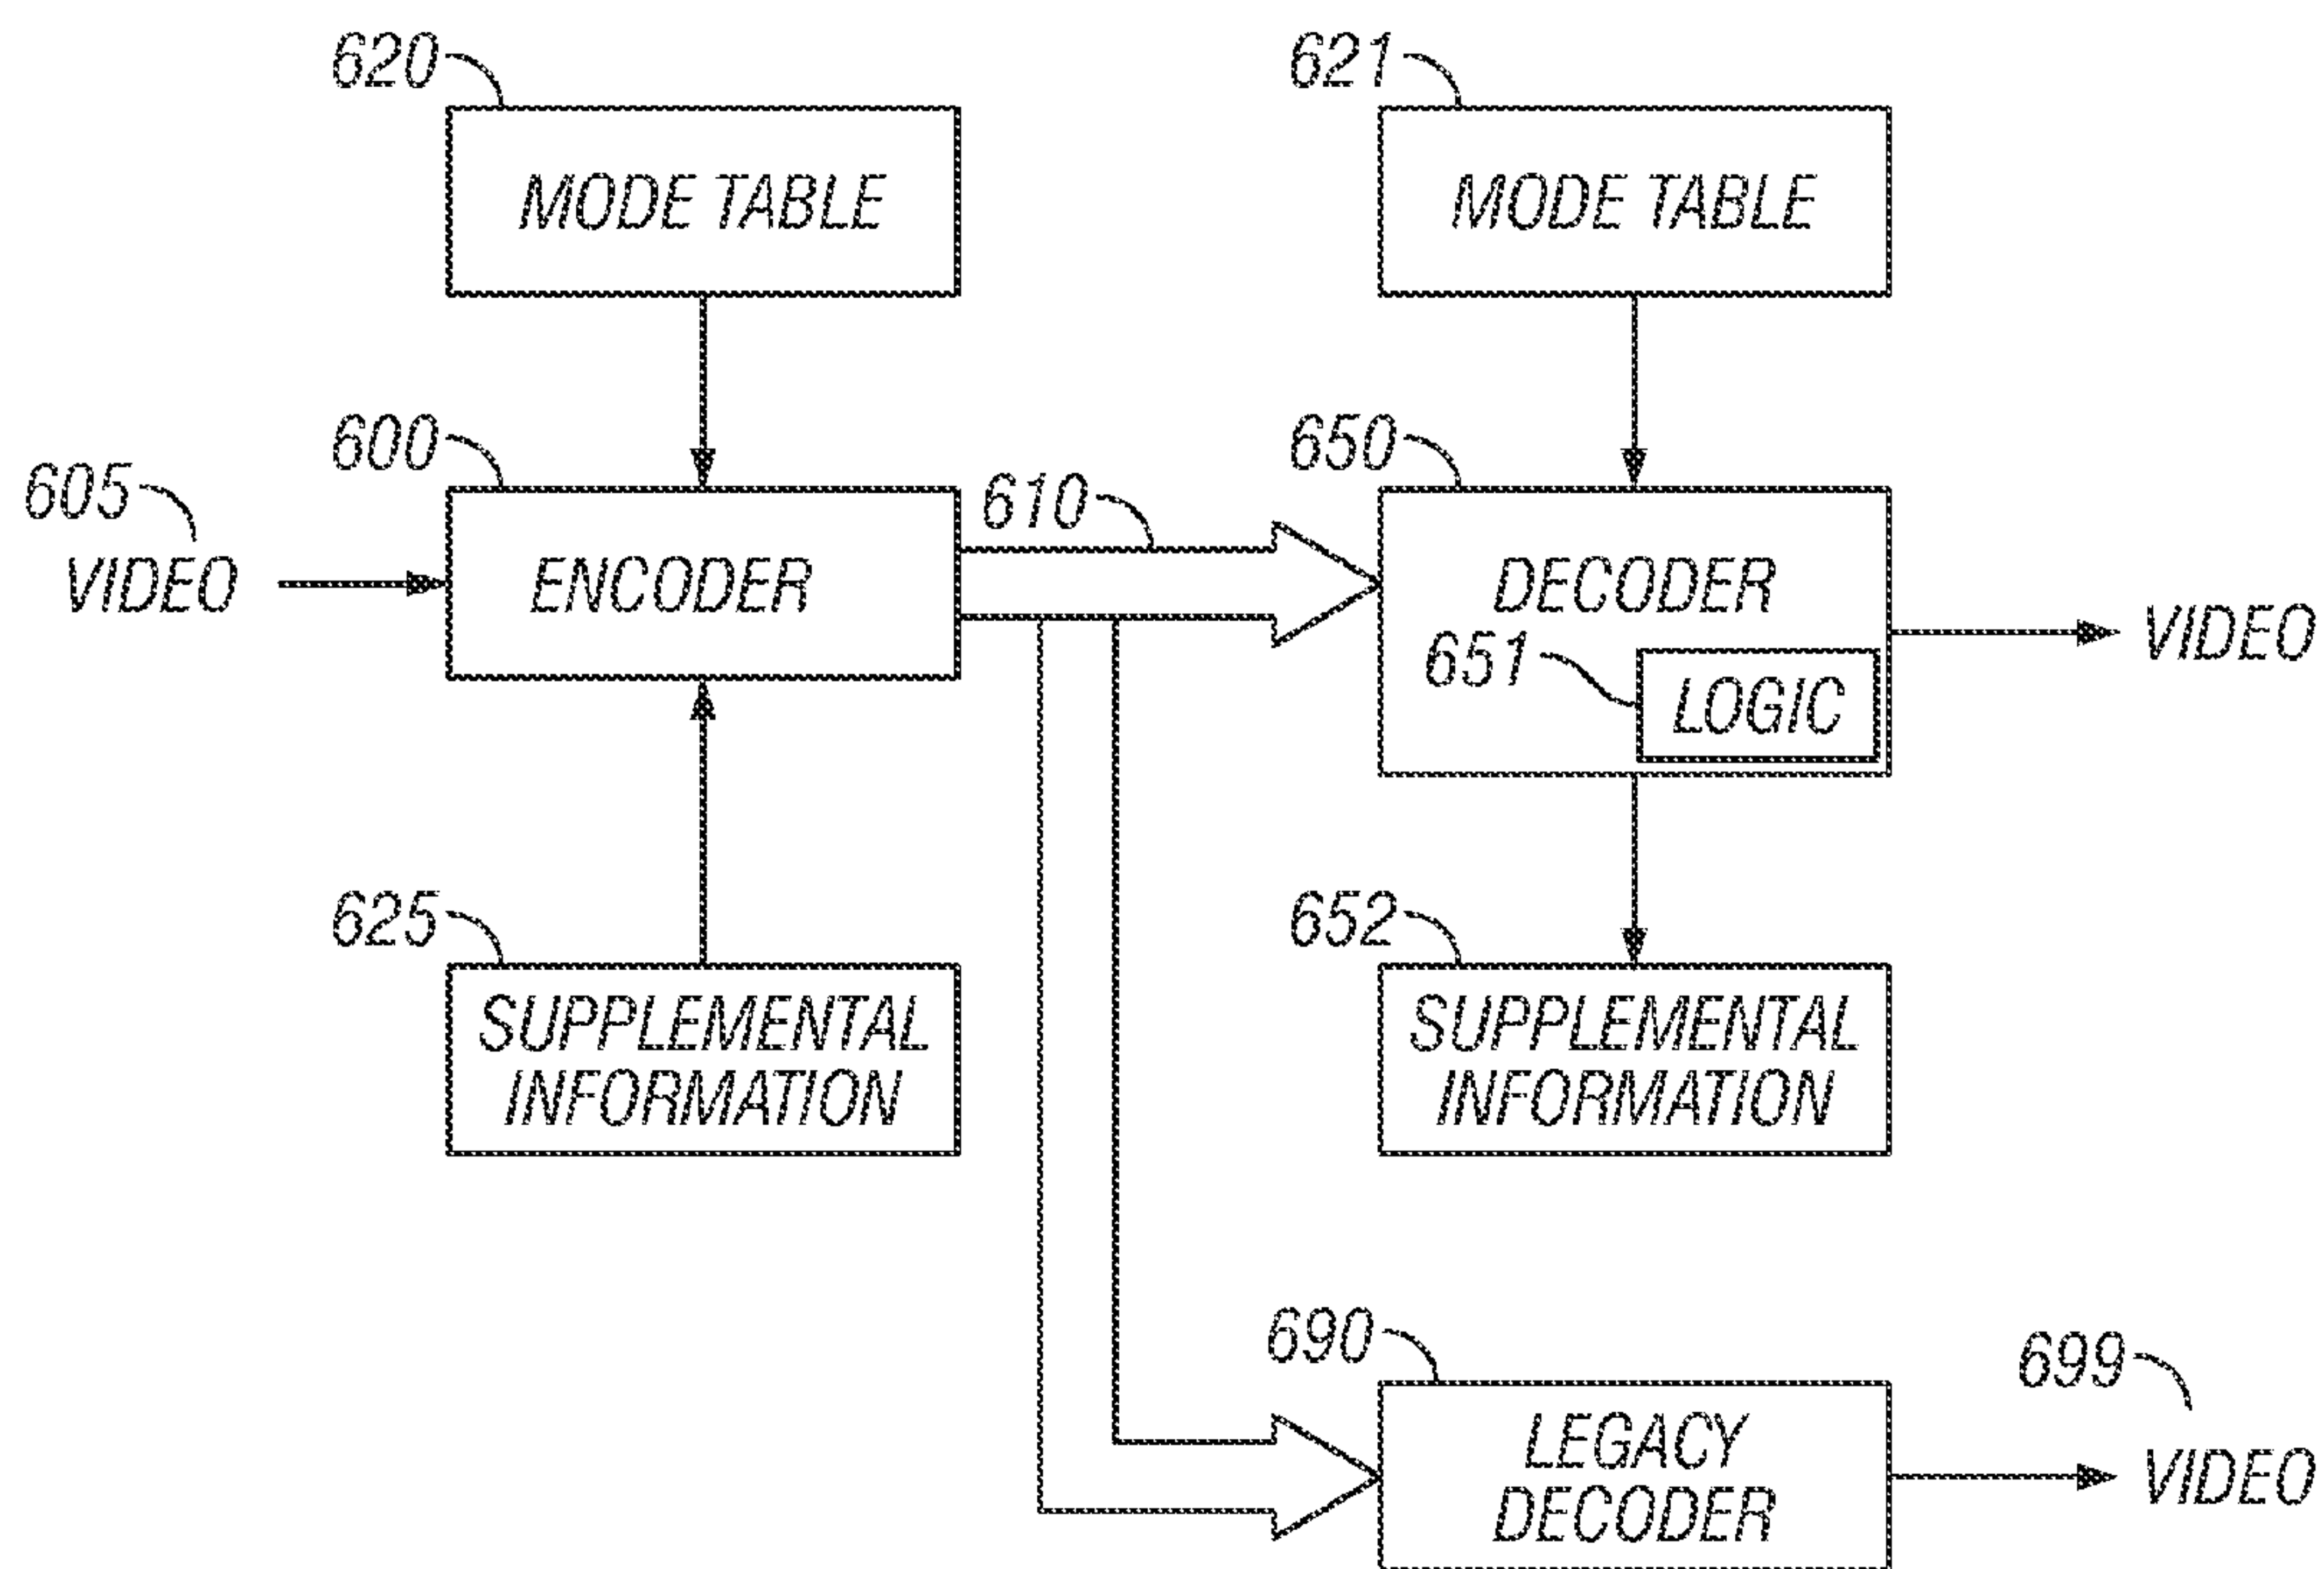 620
621
MODE TABLE
MODE TABLE
600
650
605
610
VIDEO
ENCODER
DECODER
VIDEO
651
LOGIC
625
652
SUPPLEMENTAL
INFORMATION
SUPPLEMENTAL
INFORMATION
690
699
LEGACY
DECODER
VIDEO